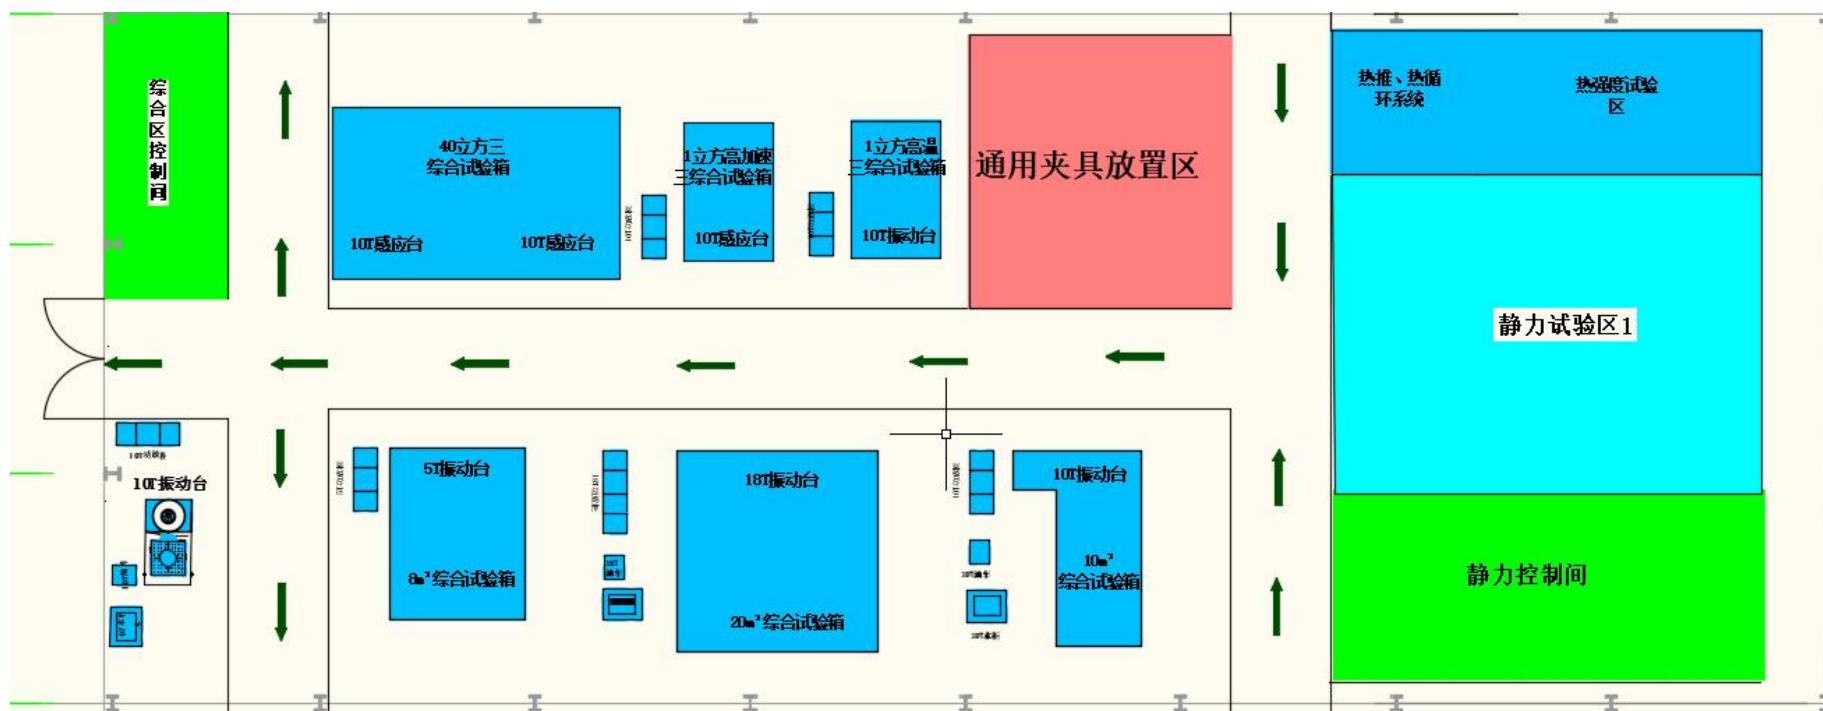 综
合
区
控
制
间
40立方三
综合试验箱
10T感应台
10T感应台
1立方高加速
三综合试验箱
10T感应台
1立方高温
三综合试验箱
10T振动台
通用夹具放置区
热推、热循
环系统
热强度试验
区
静力试验区1
静力控制间
10T功放柜
10T振动台
5T振动台
8m³综合试验箱
18T振动台
20m³综合试验箱
10T振动台
10m³
综合试验箱